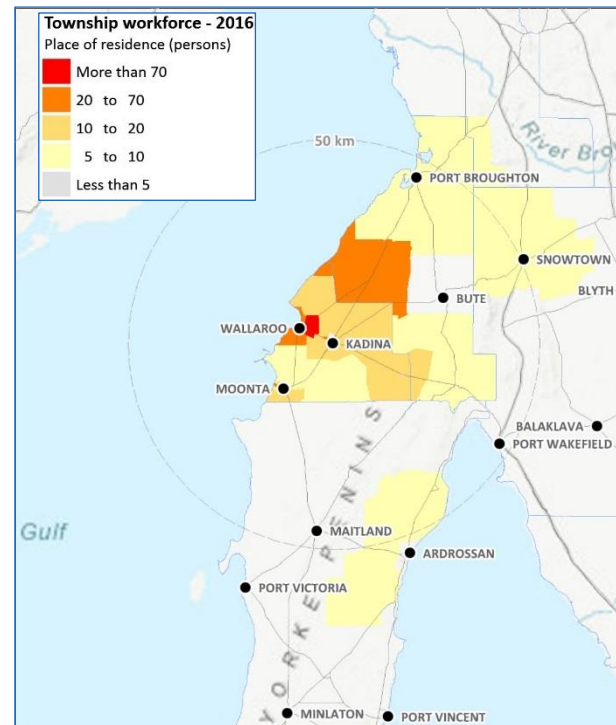 Township workforce - 2016
Place of residence (persons)
More than 70
20 to 70
10 to 20
5 to 10
Less than 5
50 km
River Bro
PORT BROUGHTON
SNOWTOWN
BLYTH
BUTE
WALLAROO
KADINA
MOONTA
BALAKLAVA
PORT WAKEFIELD
Gulf
YORKE PENINS
MAITLAND
ARDROSSAN
PORT VICTORIA
MINLATON
PORT VINCENT